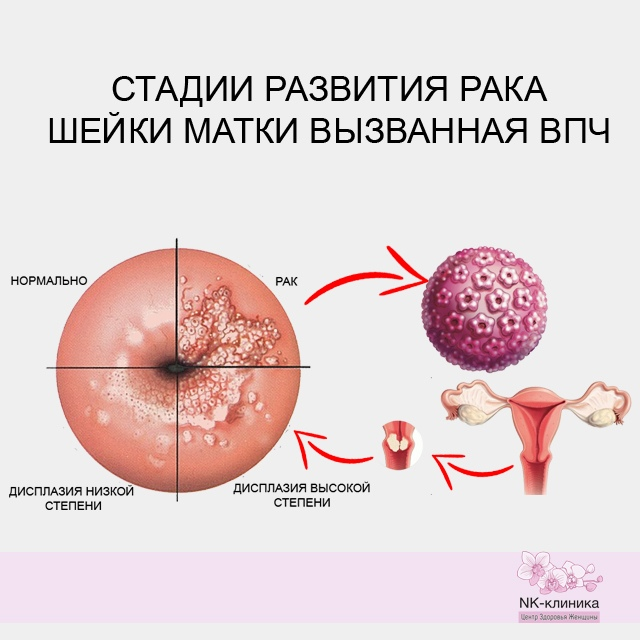 СТАДИИ РАЗВИТИЯ РАКА
ШЕЙКИ МАТКИ ВЫЗВАННАЯ ВПЧ
НОРМАЛЬНО
РАК
ДИСПЛАЗИЯ НИЗКОЙ
СТЕПЕНИ
ДИСПЛАЗИЯ ВЫСОКОЙ
СТЕПЕНИ
NK-клиника
Центр Здоровья Женщины